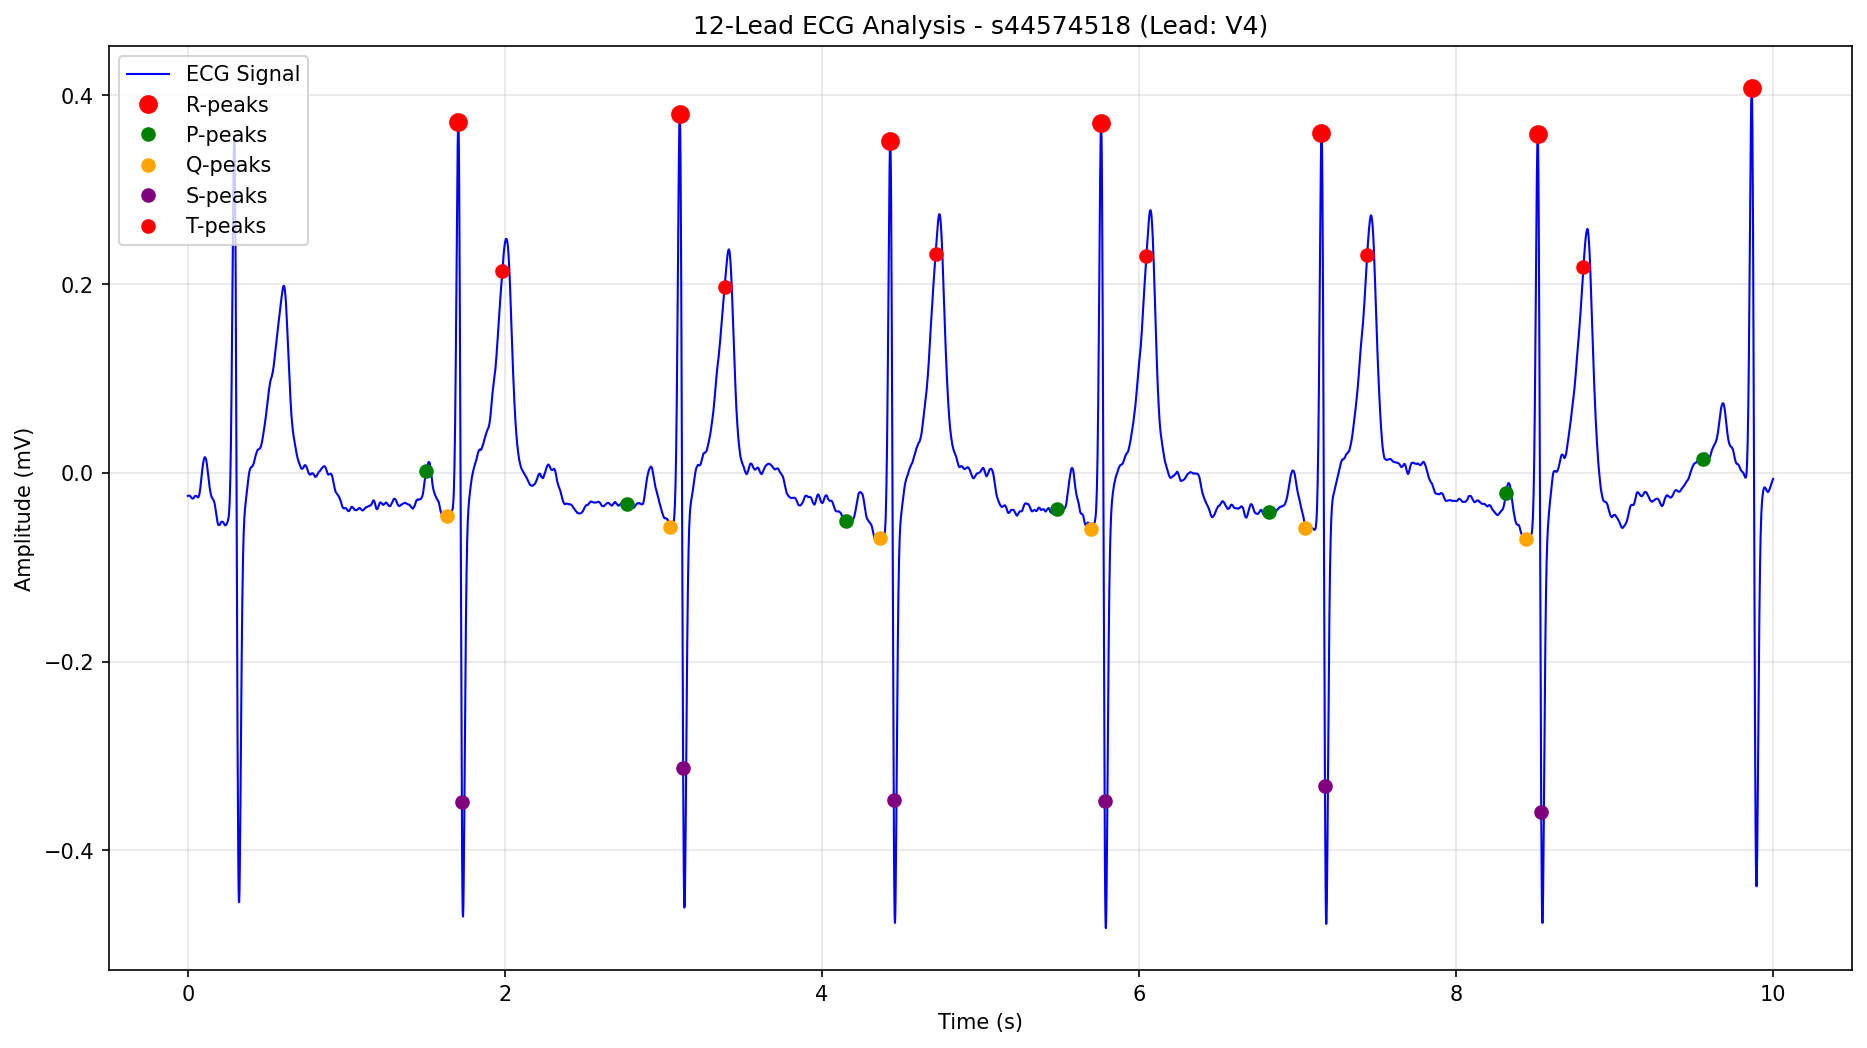 12-Lead ECG Analysis - s44574518 (Lead: V4)
ECG Signal
R-peaks
P-peaks
Q-peaks
S-peaks
T-peaks
0.4
0.2
0.0
−0.2
−0.4
Amplitude (mV)
0 2 4 6 8 10
Time (s)